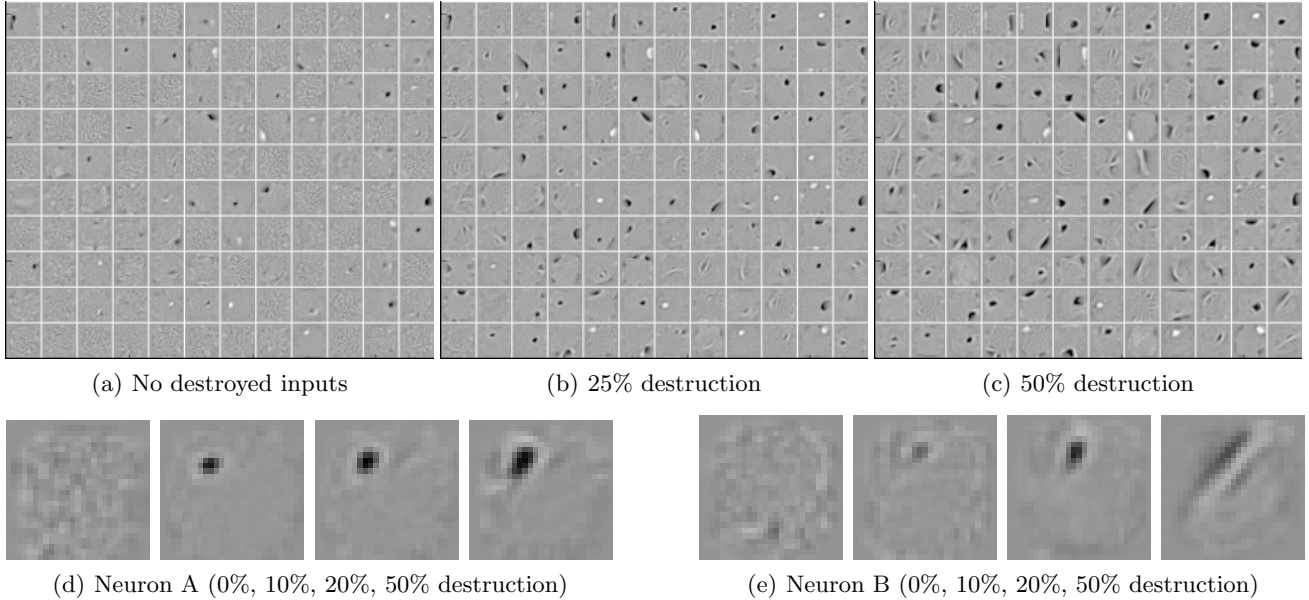 (a) No destroyed inputs
(b) 25% destruction
(c) 50% destruction
(d) Neuron A (0%, 10%, 20%, 50% destruction)
(e) Neuron B (0%, 10%, 20%, 50% destruction)